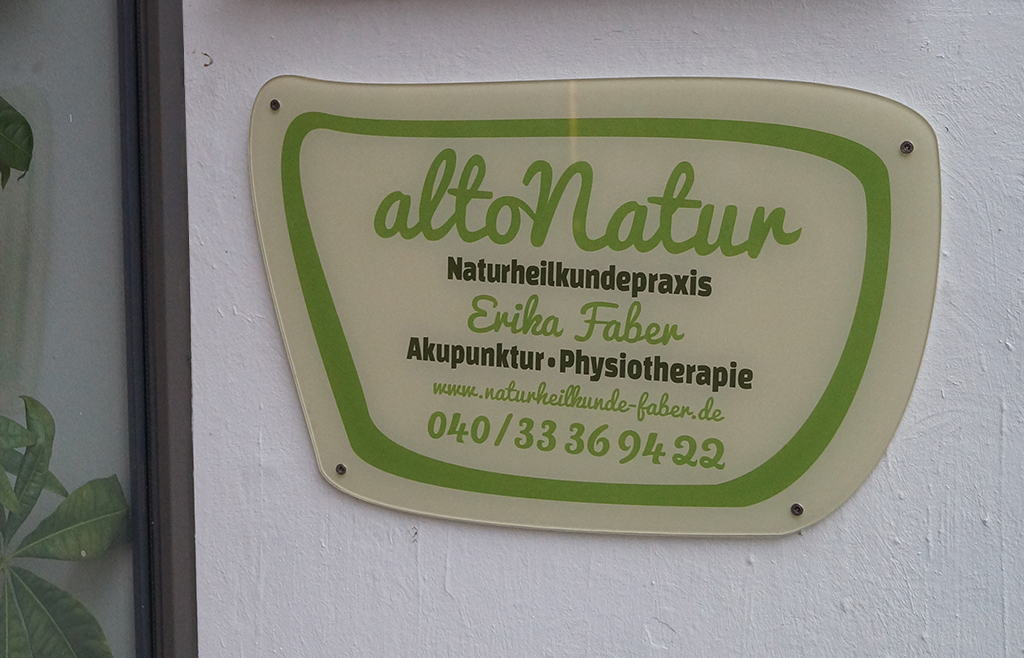 altoNatur
Naturheilkundepraxis
Erika Faber
Akupunktur • Physiotherapie
www.naturheilkunde-faber.de
040/33 36 94 22